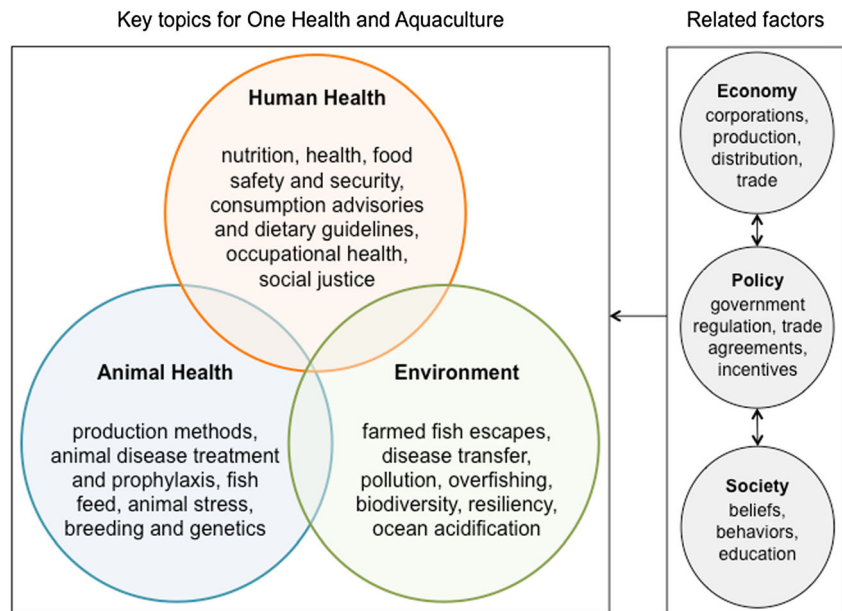 Key topics for One Health and Aquaculture
Human Health
nutrition, health, food
safety and security,
consumption advisories
and dietary guidelines,
occupational health,
social justice
Animal Health
production methods,
animal disease treatment
and prophylaxis, fish
feed, animal stress,
breeding and genetics
Environment
farmed fish escapes,
disease transfer,
pollution, overfishing,
biodiversity, resiliency,
ocean acidification
Related factors
Economy
corporations,
production,
distribution,
trade
Policy
government
regulation, trade
agreements,
incentives
Society
beliefs,
behaviors,
education